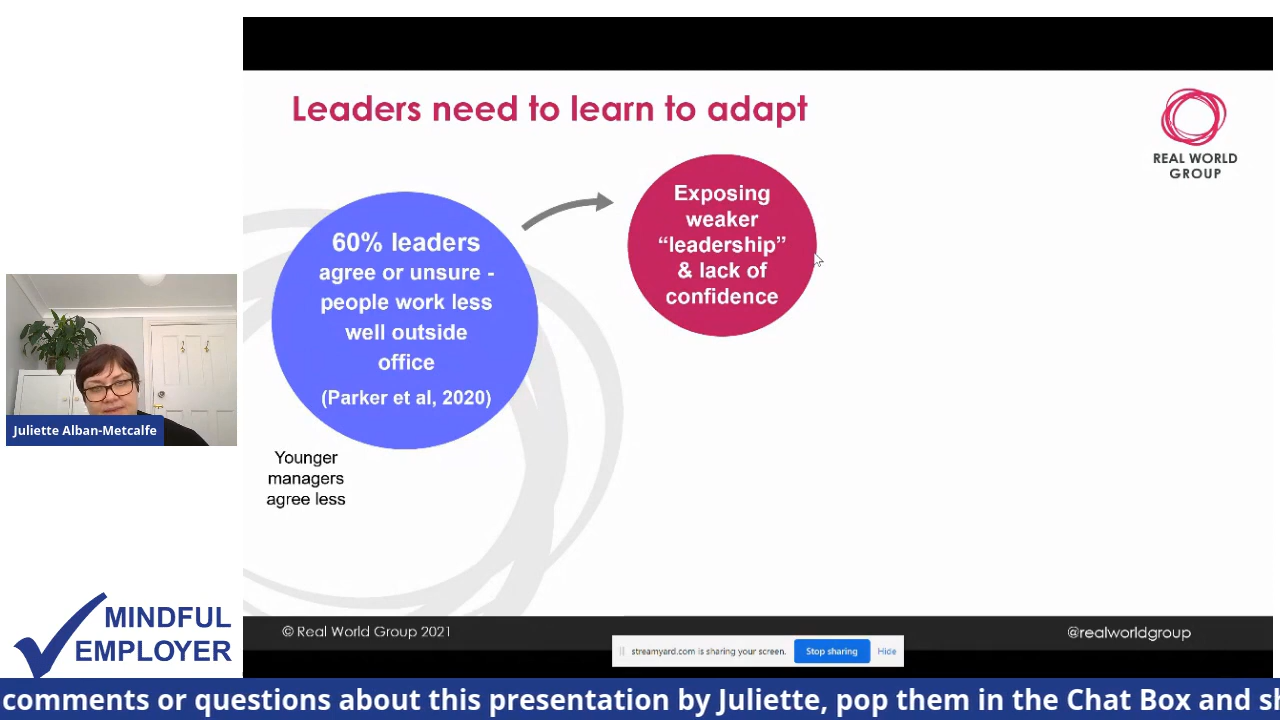 Leaders need to learn to adapt
REAL WORLD
GROUP
60% leaders
agree or unsure -
people work less
well outside
office
(Parker et al, 2020)
Exposing
weaker
“leadership”
& lack of
confidence
Younger
managers
agree less
Juliette Alban-Metcalfe
MINDFUL
EMPLOYER
© Real World Group 2021
@realworldgroup
streamyard.com is sharing your screen.
Stop sharing
Hide
comments or questions about this presentation by Juliette, pop them in the Chat Box and